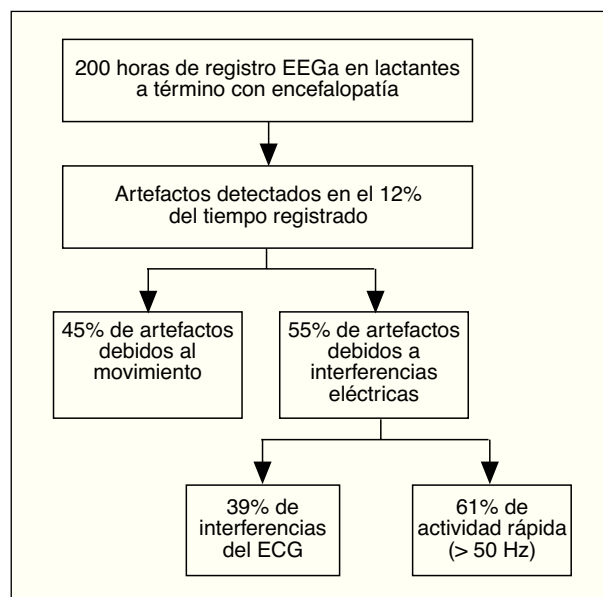 200 horas de registro EEGa en lactantes
a término con encefalopatía
Artefactos detectados en el 12%
del tiempo registrado
45% de artefactos
debidos al
movimiento
55% de artefactos
debidos a
interferencias
eléctricas
39% de
interferencias
del ECG
61% de
actividad rápida
(> 50 Hz)